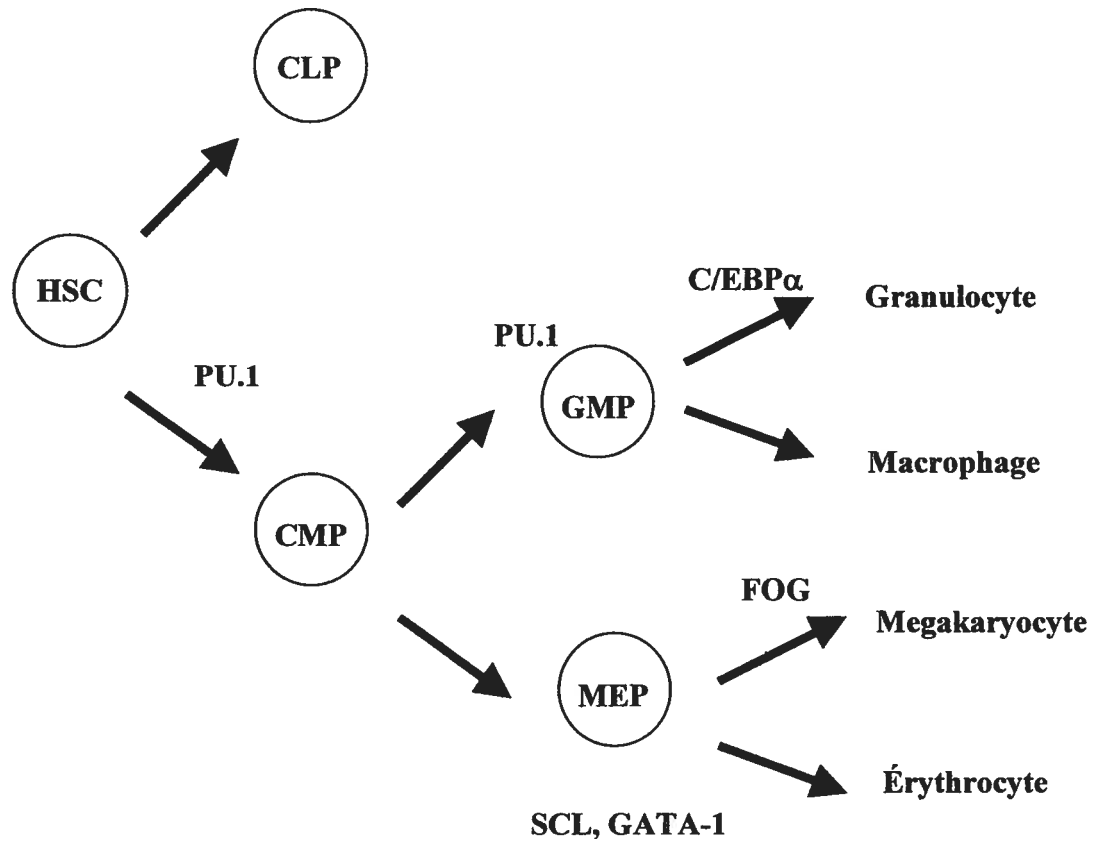 CLP
HSC
C/EBPα
Granulocyte
PU.1
PU.1
GMP
Macrophage
CMP
FOG
Megakaryocyte
MEP
Érythrocyte
SCL, GATA-1